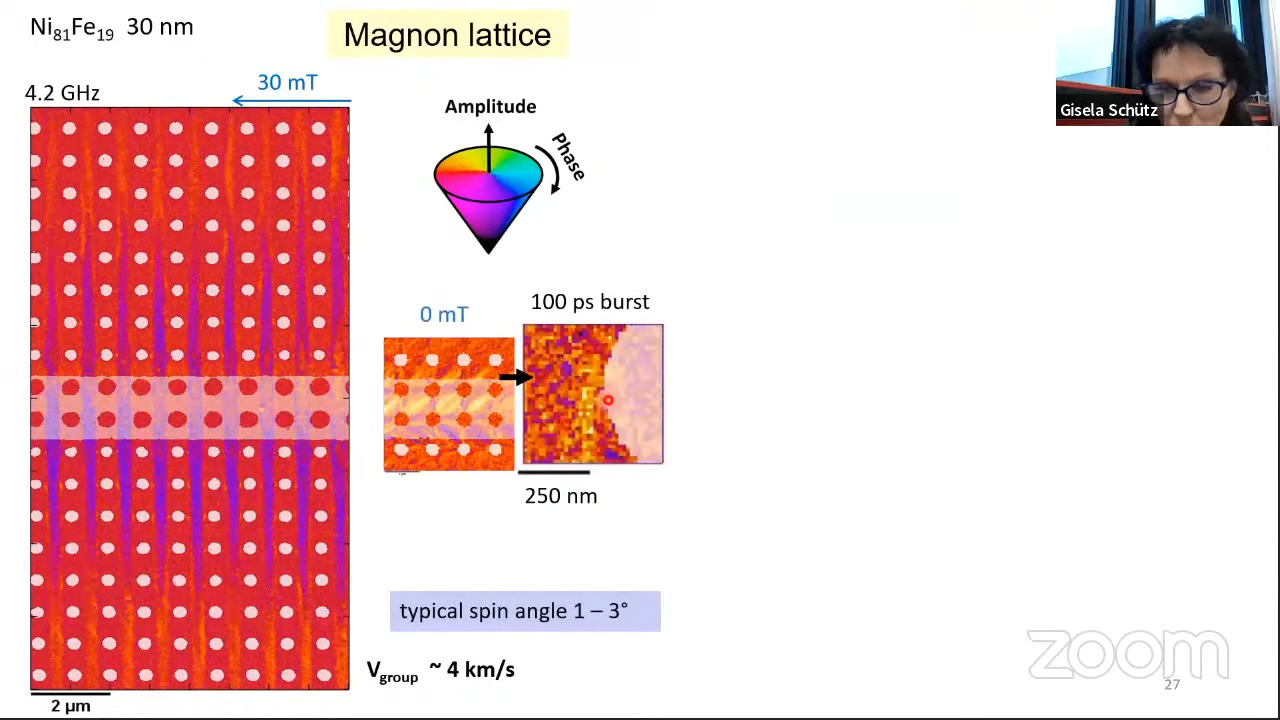 Ni81Fe19 30 nm
Magnon lattice
4.2 GHz
30 mT
Amplitude
Phase
Gisela Schütz
0 mT
100 ps burst
250 nm
typical spin angle 1 – 3°
Vgroup ~ 4 km/s
2 μm
zoom
27